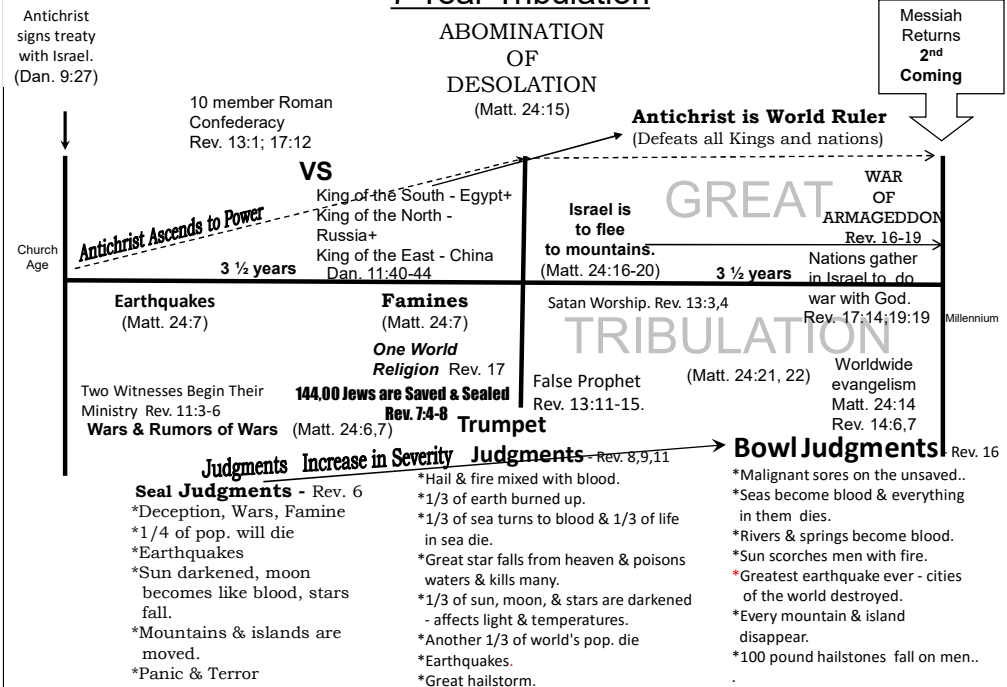 7 Year Tribulation
Antichrist
signs treaty
with Israel.
(Dan. 9:27)
ABOMINATION
OF
DESOLATION
(Matt. 24:15)
Messiah
Returns
2nd
Coming
10 member Roman
Confederacy
Rev. 13:1; 17:12
VS
King of the South - Egypt+
King of the North -
Russia+
King of the East - China
Dan. 11:40-44
Antichrist is World Ruler
(Defeats all Kings and nations)
Antichrist Ascends to Power
Church
Age
3 ½ years
GREAT
Israel is
to flee
to mountains.
(Matt. 24:16-20)
3 ½ years
WAR
OF
ARMAGEDDON
Rev. 16-19
Nations gather
in Israel to do
war with God.
Rev. 17:14;19:19
Millennium
Earthquakes
(Matt. 24:7)
Famines
(Matt. 24:7)
One World
Religion Rev. 17
Two Witnesses Begin Their
Ministry Rev. 11:3-6
144,00 Jews are Saved & Sealed
Rev. 7:4-8
Wars & Rumors of Wars (Matt. 24:6,7)
Satan Worship. Rev. 13:3,4
TRIBULATION
(Matt. 24:21, 22)
False Prophet
Rev. 13:11-15.
Worldwide
evangelism
Matt. 24:14
Rev. 14:6,7
Judgments Increase in Severity
Seal Judgments - Rev. 6
*Deception, Wars, Famine
*1/4 of pop. will die
*Earthquakes
*Sun darkened, moon
becomes like blood, stars
fall.
*Mountains & islands are
moved.
*Panic & Terror
Trumpet
Judgments - Rev. 8,9,11
*Hail & fire mixed with blood.
*1/3 of earth burned up.
*1/3 of sea turns to blood & 1/3 of life
in sea die.
*Great star falls from heaven & poisons
waters & kills many.
*1/3 of sun, moon, & stars are darkened
- affects light & temperatures.
*Another 1/3 of world's pop. die
*Earthquakes.
*Great hailstorm.
Bowl Judgments - Rev. 16
*Malignant sores on the unsaved..
*Seas become blood & everything
in them dies.
*Rivers & springs become blood.
*Sun scorches men with fire.
*Greatest earthquake ever - cities
of the world destroyed.
*Every mountain & island
disappear.
*100 pound hailstones fall on men..
.